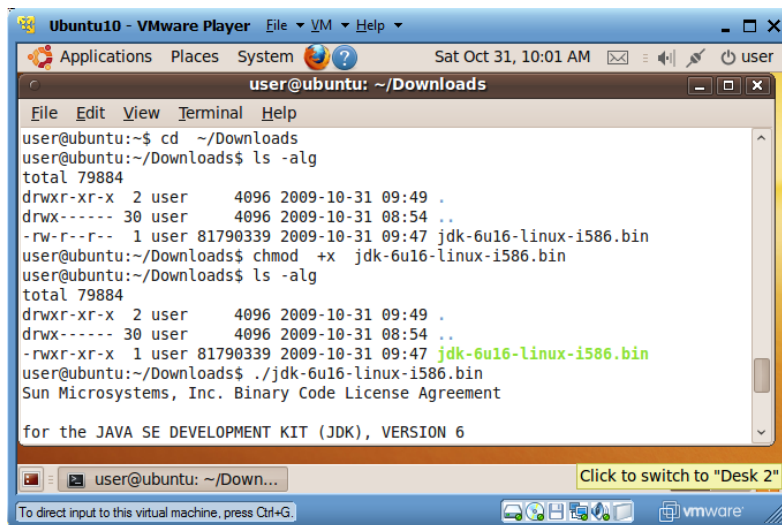 Ubuntu10 - VMware Player File VM Help
Applications Places System Sat Oct 31, 10:01 AM user
user@ubuntu: ~/Downloads
File Edit View Terminal Help
user@ubuntu:~$ cd  ~/Downloads
user@ubuntu:~/Downloads$ ls -alg
total 79884
drwxr-xr-x  2 user     4096 2009-10-31 09:49 .
drwx------ 30 user     4096 2009-10-31 08:54 ..
-rw-r--r--  1 user 81790339 2009-10-31 09:47 jdk-6u16-linux-i586.bin
user@ubuntu:~/Downloads$ chmod  +x  jdk-6u16-linux-i586.bin
user@ubuntu:~/Downloads$ ls -alg
total 79884
drwxr-xr-x  2 user     4096 2009-10-31 09:49 .
drwx------ 30 user     4096 2009-10-31 08:54 ..
-rwxr-xr-x  1 user 81790339 2009-10-31 09:47 jdk-6u16-linux-i586.bin
user@ubuntu:~/Downloads$ ./jdk-6u16-linux-i586.bin
Sun Microsystems, Inc. Binary Code License Agreement
for the JAVA SE DEVELOPMENT KIT (JDK), VERSION 6
user@ubuntu: ~/Down...
Click to switch to "Desk 2"
To direct input to this virtual machine, press Ctrl+G.
vmware